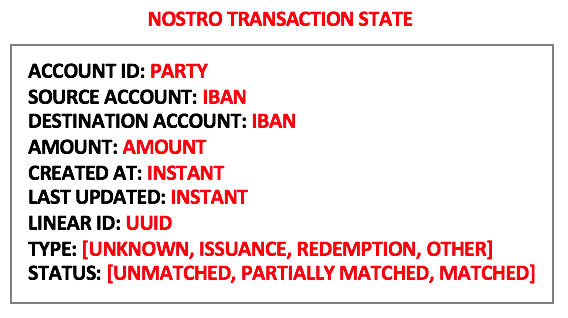 NOSTRO TRANSACTION STATE
ACCOUNT ID: PARTY
SOURCE ACCOUNT: IBAN
DESTINATION ACCOUNT: IBAN
AMOUNT: AMOUNT
CREATED AT: INSTANT
LAST UPDATED: INSTANT
LINEAR ID: UUID
TYPE: [UNKNOWN, ISSUANCE, REDEMPTION, OTHER]
STATUS: [UNMATCHED, PARTIALLY MATCHED, MATCHED]